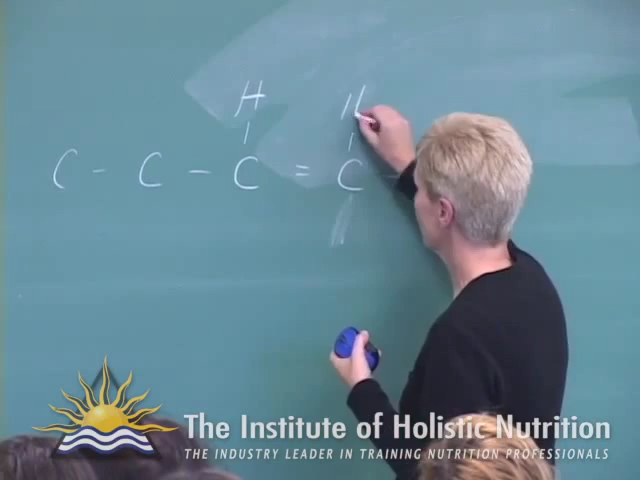 H H
C - C - C = C -
The Institute of Holistic Nutrition
THE INDUSTRY LEADER IN TRAINING NUTRITION PROFESSIONALS